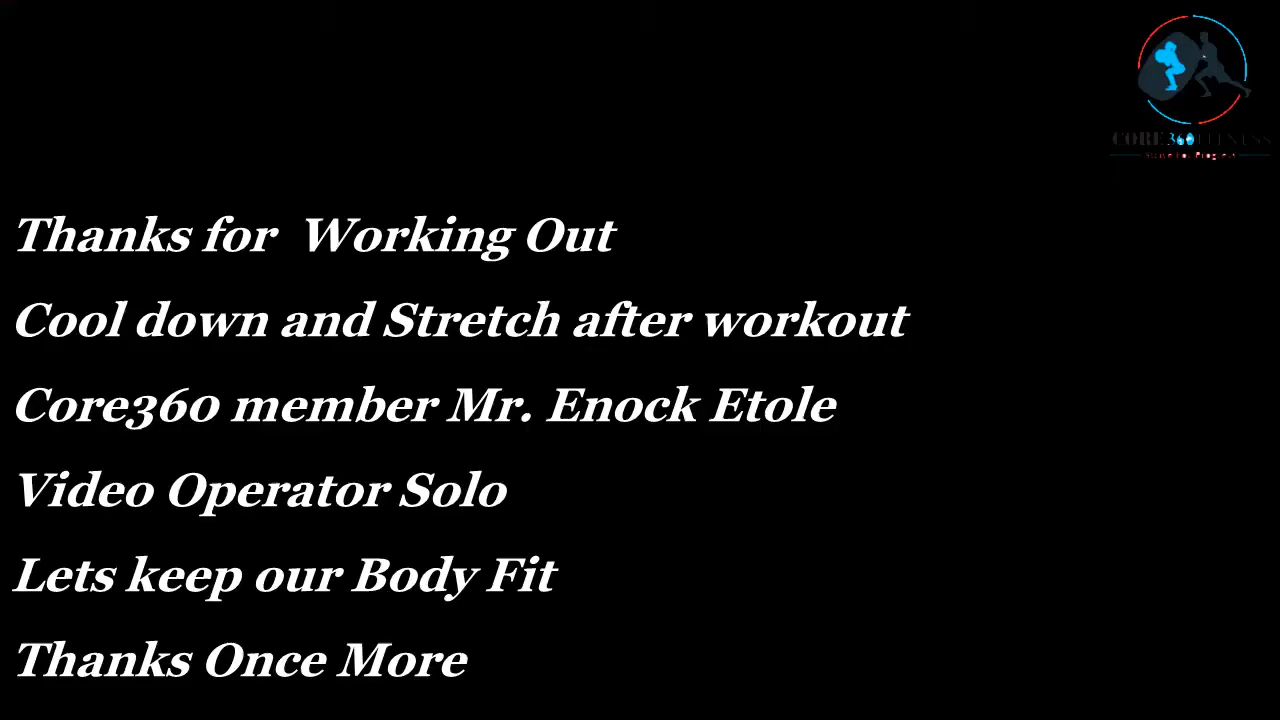 CORE360FITNESS
Thanks for  Working Out
Cool down and Stretch after workout
Core360 member Mr. Enock Etole
Video Operator Solo
Lets keep our Body Fit
Thanks Once More